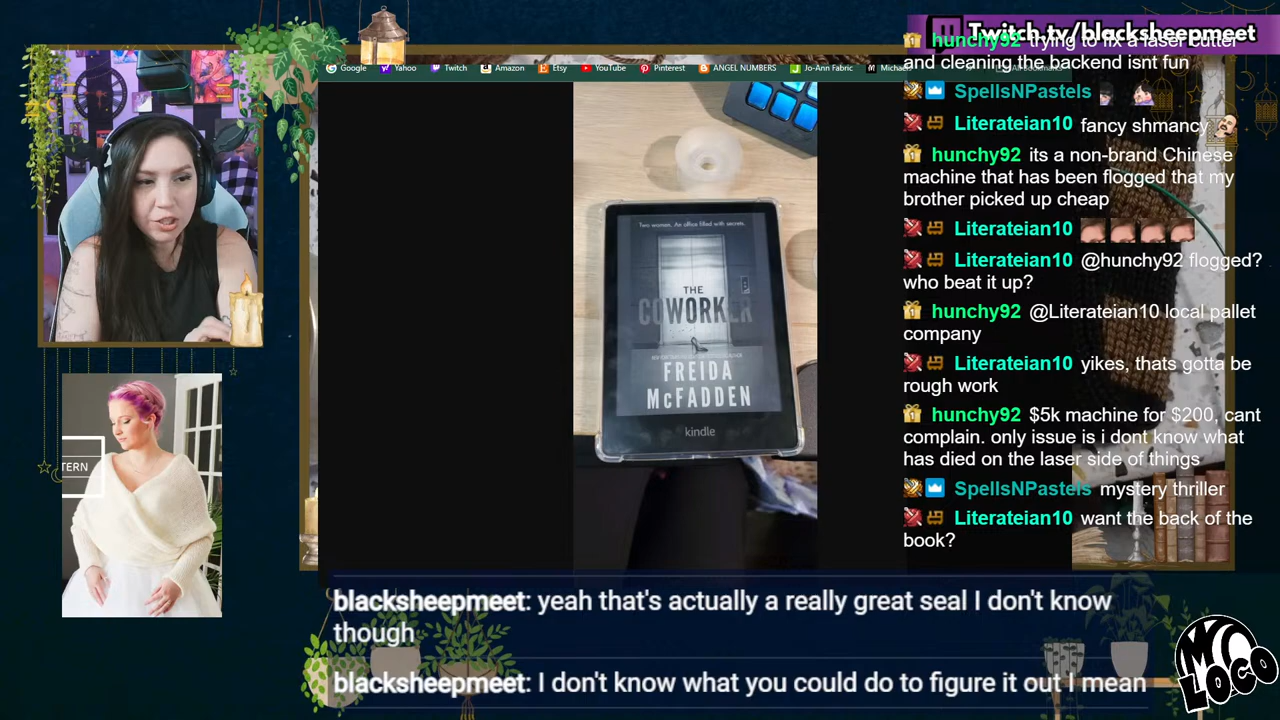 Twitch.tv/blacksheepmeet
hunchy92 trying to fix a laser cutter
and cleaning the backend isnt fun
SpellsNPastels
Literateian10 fancy shmancy
hunchy92 its a non-brand Chinese
machine that has been flogged that my
brother picked up cheap
Literateian10
Literateian10 @hunchy92 flogged?
who beat it up?
hunchy92 @Literateian10 local pallet
company
Literateian10 yikes, thats gotta be
rough work
hunchy92 $5k machine for $200, cant
complain. only issue is i dont know what
has died on the laser side of things
SpellsNPastels mystery thriller
Literateian10 want the back of the
book?
Google Yahoo Twitch Amazon Etsy YouTube Pinterest ANGEL NUMBERS Jo-Ann Fabric Michaels
Two women. An office filled with secrets.
THE
COWORKER
FREIDA
McFADDEN
kindle
TERN
blacksheepmeet: yeah that's actually a really great seal I don't know
though
blacksheepmeet: I don't know what you could do to figure it out I mean
MC
LOCO